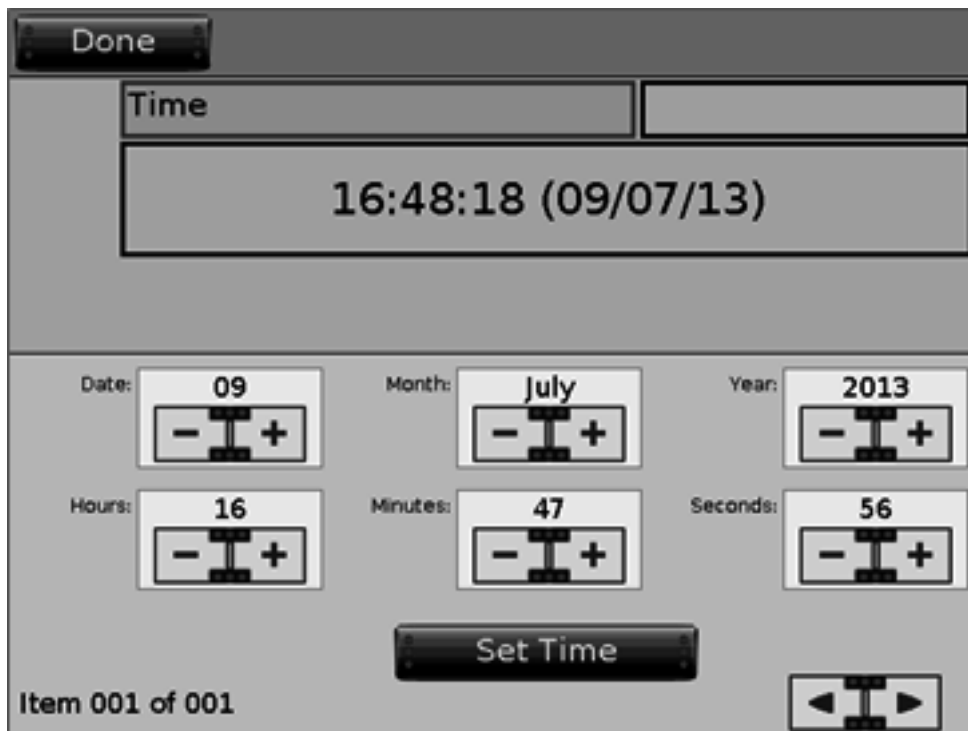 Done
Time
16:48:18 (09/07/13)
Date: 09 Month: July Year: 2013
- + - + - +
Hours: 16 Minutes: 47 Seconds: 56
- + - + - +
Set Time
Item 001 of 001